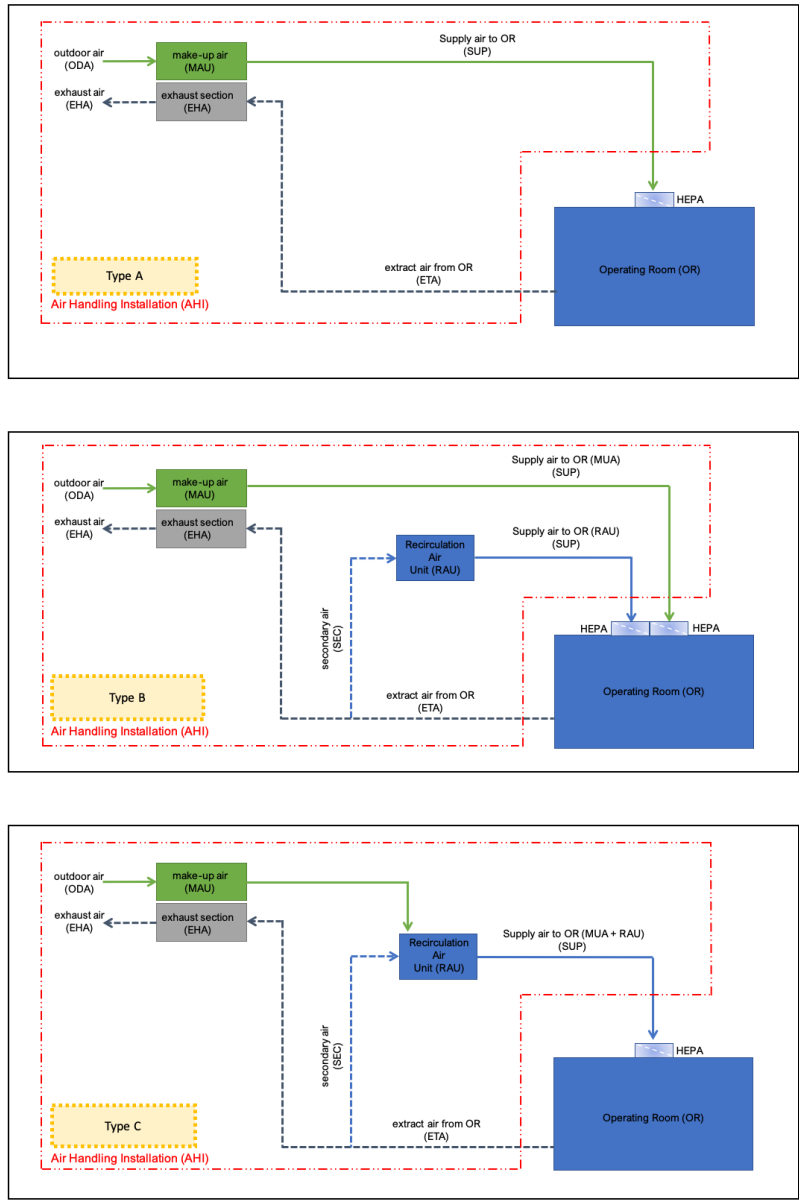 Supply air to OR
(SUP)
outdoor air
(ODA)
make-up air
(MAU)
exhaust air
(EHA)
exhaust section
(EHA)
HEPA
Operating Room (OR)
extract air from OR
(ETA)
Type A
Air Handling Installation (AHI)
Supply air to OR (MUA)
(SUP)
outdoor air
(ODA)
make-up air
(MAU)
exhaust air
(EHA)
exhaust section
(EHA)
Supply air to OR (RAU)
(SUP)
Recirculation
Air
Unit (RAU)
secondary air
(SEC)
HEPA
HEPA
Operating Room (OR)
extract air from OR
(ETA)
Type B
Air Handling Installation (AHI)
outdoor air
(ODA)
make-up air
(MAU)
exhaust air
(EHA)
exhaust section
(EHA)
Recirculation
Air
Unit (RAU)
Supply air to OR (MUA + RAU)
(SUP)
secondary air
(SEC)
HEPA
Operating Room (OR)
extract air from OR
(ETA)
Type C
Air Handling Installation (AHI)